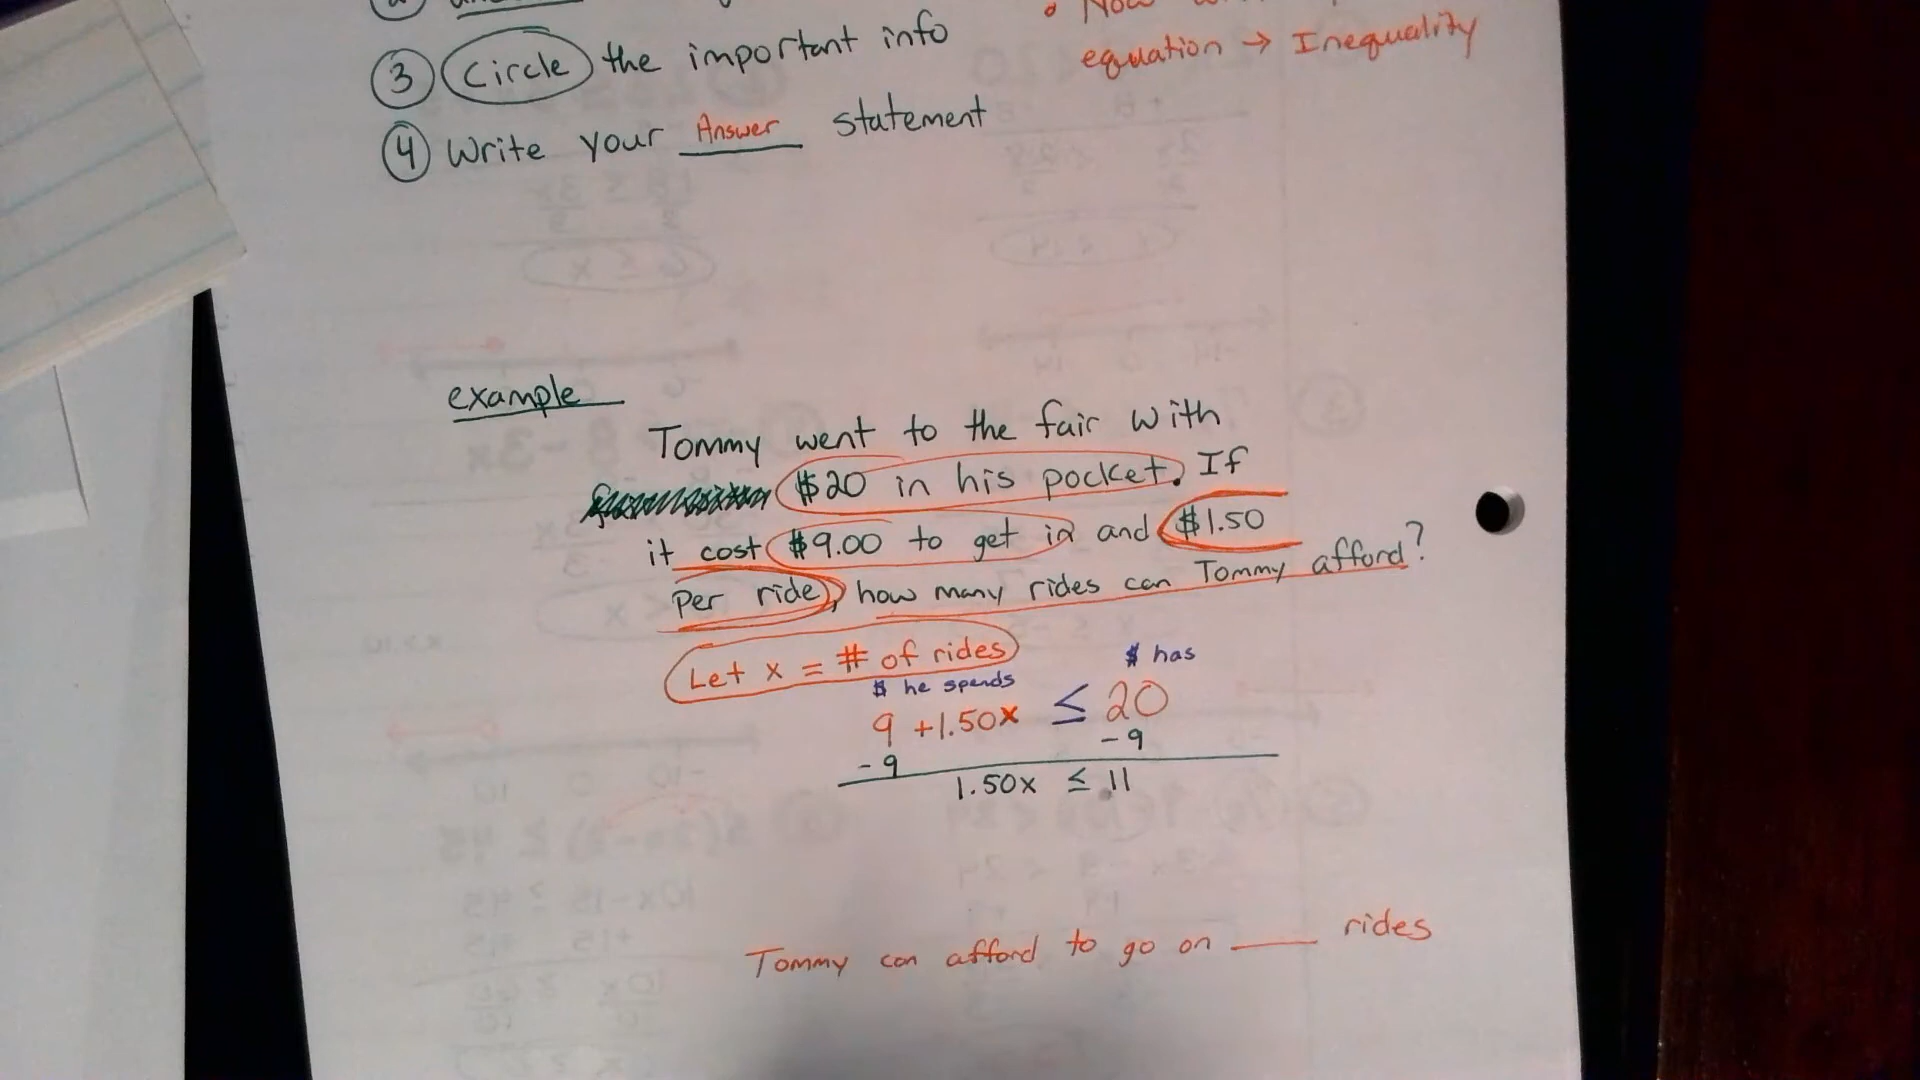 ③ Circle the important info
④ Write your Answer statement
equation → Inequality
example
Tommy went to the fair with
$20 in his pocket. If
it cost $9.00 to get in and $1.50
per ride, how many rides can Tommy afford?
Let x = # of rides
$ he spends $ has
9 + 1.50x ≤ 20
-9 -9
1.50x ≤ 11
Tommy can afford to go on ____ rides